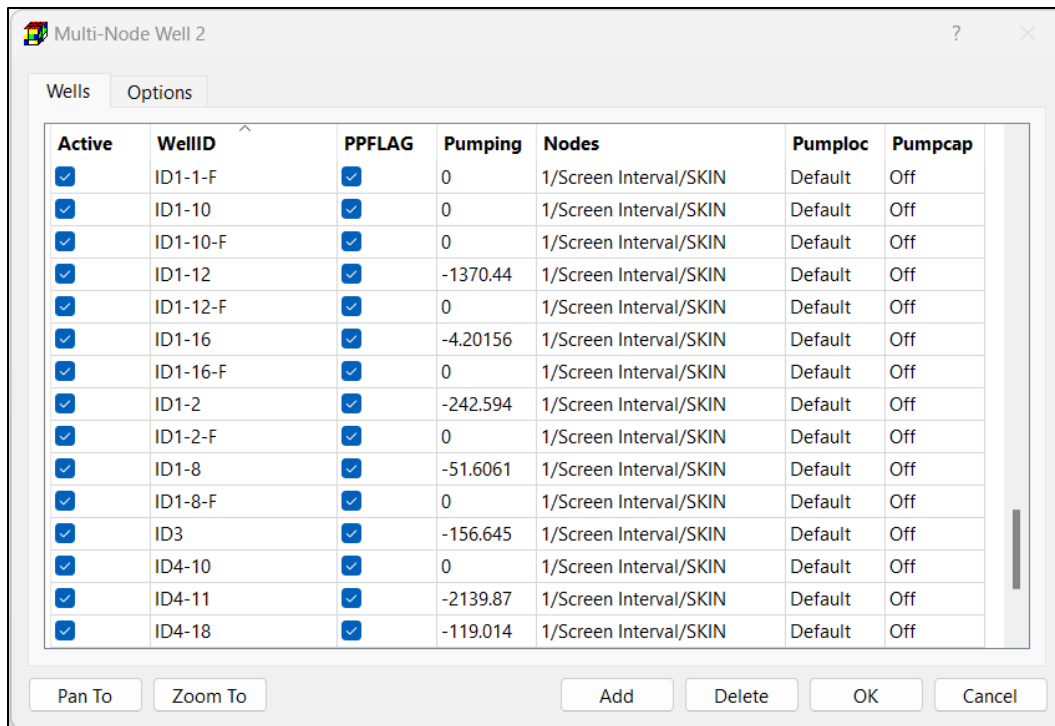 Multi-Node Well 2 ?
Wells Options
Active WellID PPFLAG Pumping Nodes Pumploc Pumpcap
ID1-1-F 0 1/Screen Interval/SKIN Default Off
ID1-10 0 1/Screen Interval/SKIN Default Off
ID1-10-F 0 1/Screen Interval/SKIN Default Off
ID1-12 -1370.44 1/Screen Interval/SKIN Default Off
ID1-12-F 0 1/Screen Interval/SKIN Default Off
ID1-16 -4.20156 1/Screen Interval/SKIN Default Off
ID1-16-F 0 1/Screen Interval/SKIN Default Off
ID1-2 -242.594 1/Screen Interval/SKIN Default Off
ID1-2-F 0 1/Screen Interval/SKIN Default Off
ID1-8 -51.6061 1/Screen Interval/SKIN Default Off
ID1-8-F 0 1/Screen Interval/SKIN Default Off
ID3 -156.645 1/Screen Interval/SKIN Default Off
ID4-10 0 1/Screen Interval/SKIN Default Off
ID4-11 -2139.87 1/Screen Interval/SKIN Default Off
ID4-18 -119.014 1/Screen Interval/SKIN Default Off
Pan To Zoom To Add Delete OK Cancel